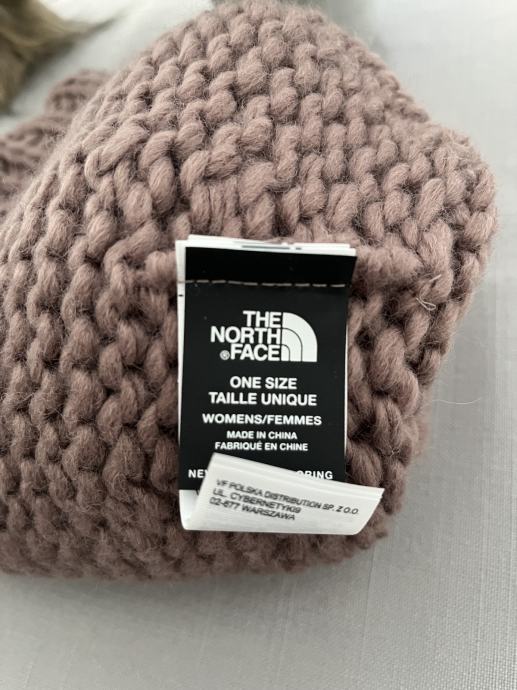 THE
NORTH
®FACE
ONE SIZE
TAILLE UNIQUE
WOMENS/FEMMES
MADE IN CHINA
FABRIQUÉ EN CHINE
VF POLSKA DISTRIBUTION SP. Z O.O.
UL. CYBERNETYKI9
02-677 WARSZAWA